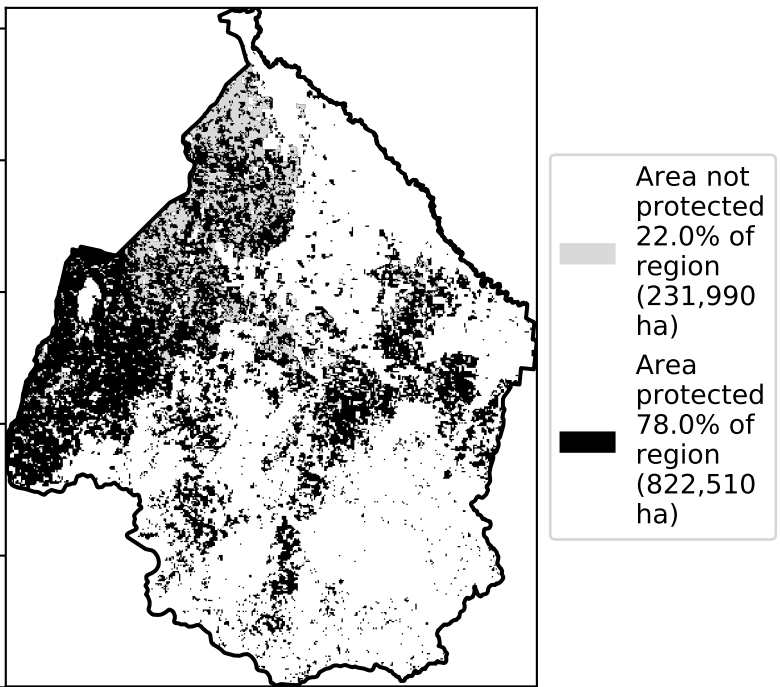 Area not
protected
22.0% of
region
(231,990
ha)
Area
protected
78.0% of
region
(822,510
ha)